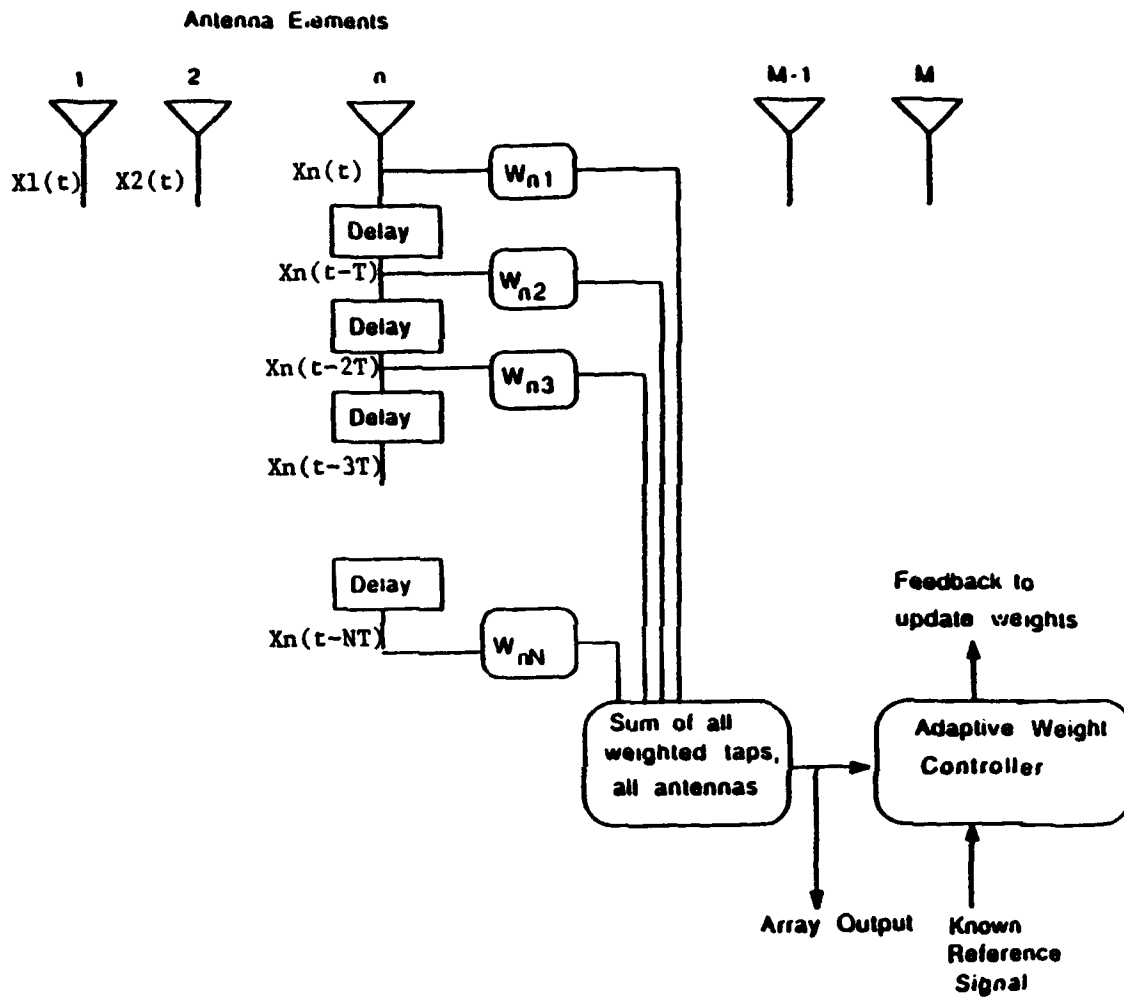 Antenna Elements
1 2 n M-1 M
X1(t) X2(t) Xn(t) Wn1
Delay
Xn(t-T) Wn2
Delay
Xn(t-2T) Wn3
Delay
Xn(t-3T)
Delay
Xn(t-NT) WnN
Feedback to
update weights
Sum of all
weighted taps,
all antennas
Adaptive Weight
Controller
Array Output
Known
Reference
Signal